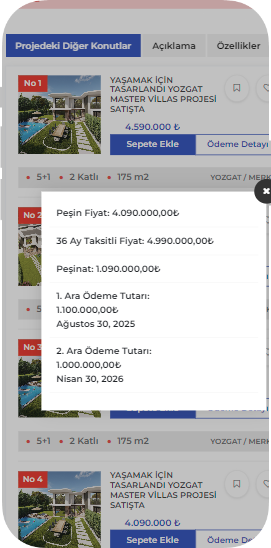 Projedeki Diğer Konutlar
Açıklama
Özellikler
No 1
YAŞAMAK İÇİN
TASARLANDI YOZGAT
MASTER VİLLAS PROJESİ
SATIŞTA
4.590.000 ₺
Sepete Ekle
Ödeme Detayı
5+1
2 Katlı
175 m2
YOZGAT / MERK
No 2
Peşin Fiyat: 4.090.000,00₺
36 Ay Taksitli Fiyat: 4.990.000,00₺
Peşinat: 1.090.000,00₺
1. Ara Ödeme Tutarı:
1.100.000,00₺
Ağustos 30, 2025
2. Ara Ödeme Tutarı:
1.000.000,00₺
Nisan 30, 2026
No 3
Sepete Ekle
Ödeme Detayı
5+1
2 Katlı
175 m2
YOZGAT / MERK
No 4
YAŞAMAK İÇİN
TASARLANDI YOZGAT
MASTER VİLLAS PROJESİ
SATIŞTA
4.090.000 ₺
Sepete Ekle
Ödeme Detayı